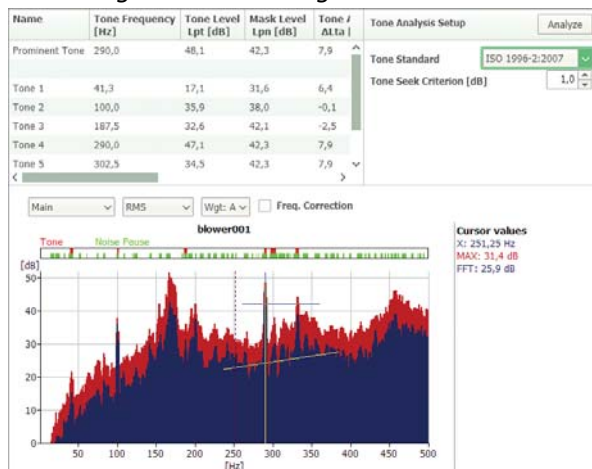 Name Tone Frequency [Hz] Tone Level Lpt [dB] Mask Level Lpn [dB] Tone ΔLta
Prominent Tone 290,0 48,1 42,3 7,9
Tone 1 41,3 17,1 31,6 6,4
Tone 2 100,0 35,9 38,0 -0,1
Tone 3 187,5 32,6 42,1 -2,5
Tone 4 290,0 47,1 42,3 7,9
Tone 5 302,5 34,5 42,3 7,9
Tone Analysis Setup Analyze
Tone Standard ISO 1996-2:2007
Tone Seek Criterion [dB] 1,0
Main RMS Wgt: A Freq. Correction
blower001
Tone Noise Pause
[dB]
50
40
30
20
10
0
50 100 150 200 250 300 350 400 450 500
[Hz]
Cursor values
X: 251,25 Hz
MAX: 31,4 dB
FFT: 25,9 dB